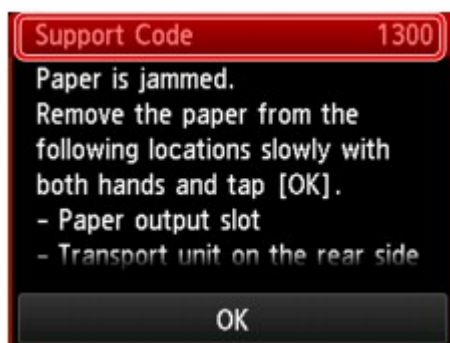 Support Code 1300
Paper is jammed.
Remove the paper from the
following locations slowly with
both hands and tap [OK].
- Paper output slot
- Transport unit on the rear side
OK